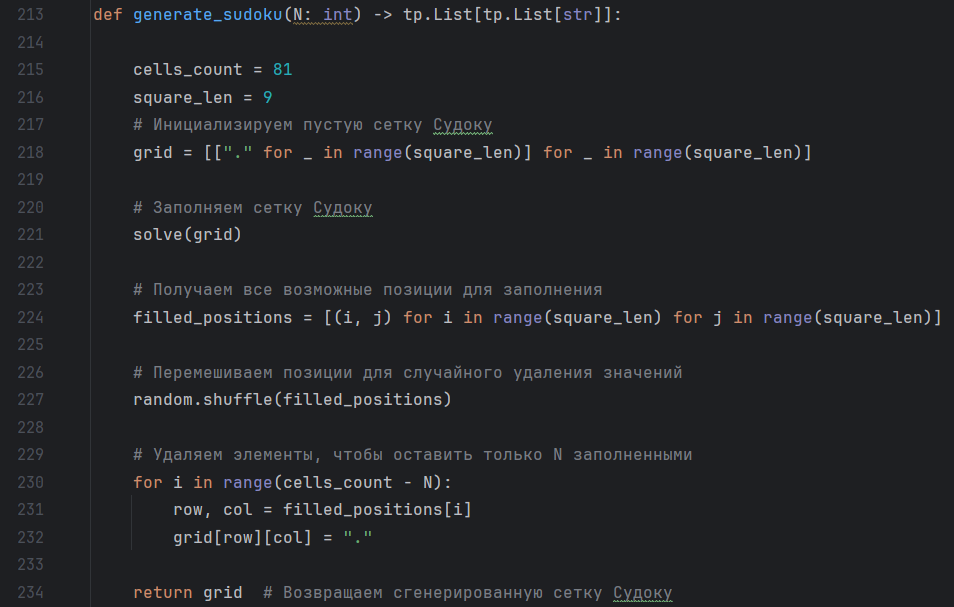 213 def generate_sudoku(N: int) -> tp.List[tp.List[str]]:
214
215     cells_count = 81
216     square_len = 9
217     # Инициализируем пустую сетку Судоку
218     grid = [["." for _ in range(square_len)] for _ in range(square_len)]
219
220     # Заполняем сетку Судоку
221     solve(grid)
222
223     # Получаем все возможные позиции для заполнения
224     filled_positions = [(i, j) for i in range(square_len) for j in range(square_len)]
225
226     # Перемешиваем позиции для случайного удаления значений
227     random.shuffle(filled_positions)
228
229     # Удаляем элементы, чтобы оставить только N заполненными
230     for i in range(cells_count - N):
231         row, col = filled_positions[i]
232         grid[row][col] = "."
233
234     return grid  # Возвращаем сгенерированную сетку Судоку